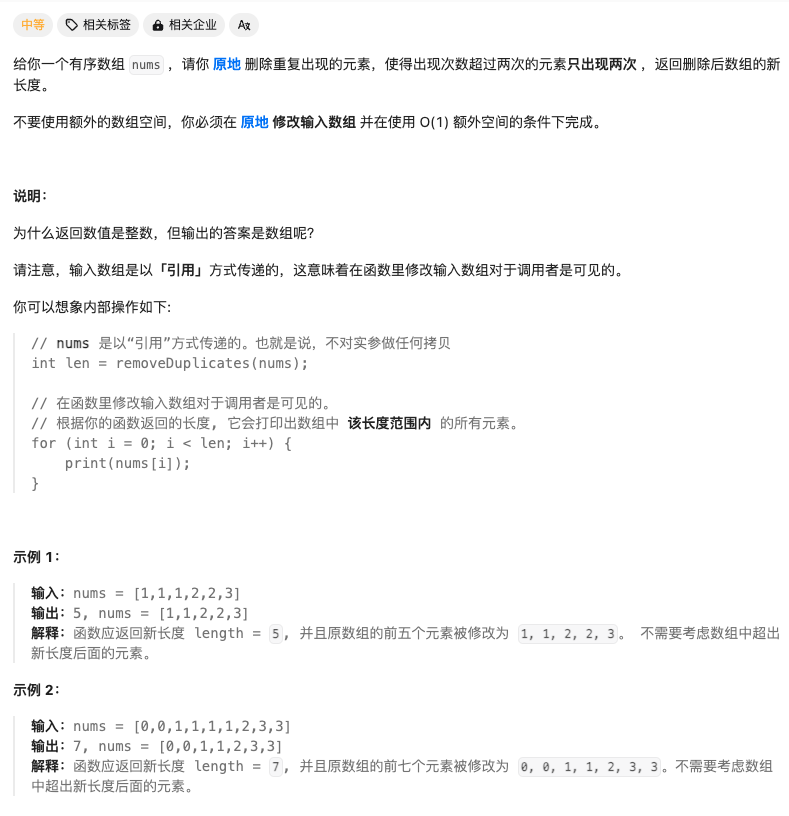 中等 相关标签 相关企业 Ax
给你一个有序数组 nums ，请你 原地 删除重复出现的元素，使得出现次数超过两次的元素只出现两次 ，返回删除后数组的新
长度。
不要使用额外的数组空间，你必须在 原地 修改输入数组 并在使用 O(1) 额外空间的条件下完成。
说明：
为什么返回数值是整数，但输出的答案是数组呢?
请注意，输入数组是以「引用」方式传递的，这意味着在函数里修改输入数组对于调用者是可见的。
你可以想象内部操作如下:
// nums 是以“引用”方式传递的。也就是说，不对实参做任何拷贝
int len = removeDuplicates(nums);
// 在函数里修改输入数组对于调用者是可见的。
// 根据你的函数返回的长度, 它会打印出数组中 该长度范围内 的所有元素。
for (int i = 0; i < len; i++) {
    print(nums[i]);
}
示例 1：
输入：nums = [1,1,1,2,2,3]
输出：5, nums = [1,1,2,2,3]
解释：函数应返回新长度 length = 5, 并且原数组的前五个元素被修改为 1, 1, 2, 2, 3。 不需要考虑数组中超出
新长度后面的元素。
示例 2：
输入：nums = [0,0,1,1,1,1,2,3,3]
输出：7, nums = [0,0,1,1,2,3,3]
解释：函数应返回新长度 length = 7, 并且原数组的前七个元素被修改为 0, 0, 1, 1, 2, 3, 3。不需要考虑数组
中超出新长度后面的元素。